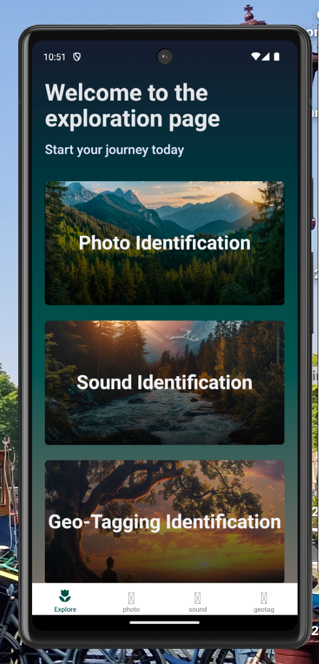 10:51
Welcome to the
exploration page
Start your journey today
Photo Identification
Sound Identification
Geo-Tagging Identification
Explore photo sound geotag